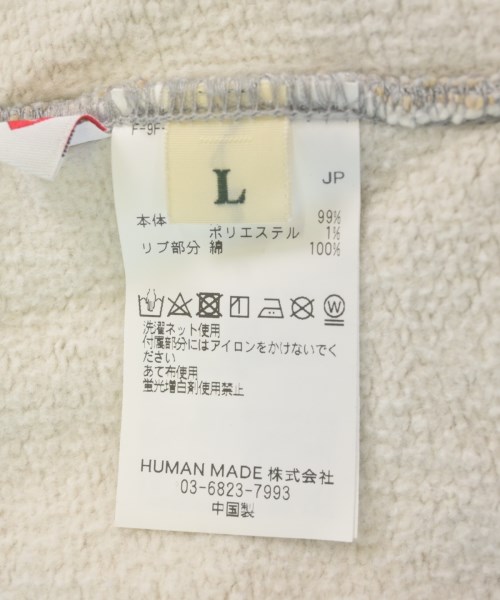 F-9F-
L
JP
本体 99%
ポリエステル 1%
リブ部分 綿 100%
W
洗濯ネット使用
付属部分にはアイロンをかけないでく
ださい
あて布使用
蛍光増白剤使用禁止
HUMAN MADE 株式会社
03-6823-7993
中国製